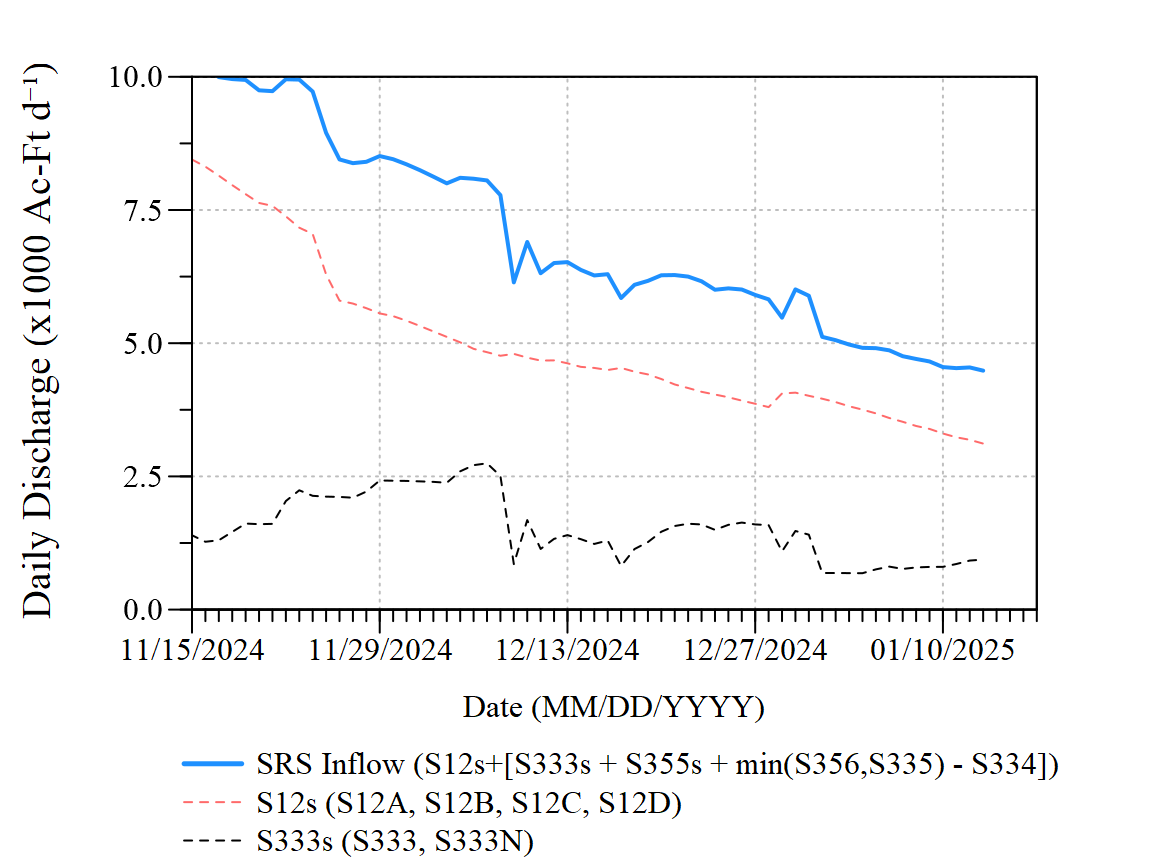 Daily Discharge (x1000 Ac-Ft d⁻¹)
10.0
7.5
5.0
2.5
0.0
11/15/2024 11/29/2024 12/13/2024 12/27/2024 01/10/2025
Date (MM/DD/YYYY)
SRS Inflow (S12s+[S333s + S355s + min(S356,S335) - S334])
S12s (S12A, S12B, S12C, S12D)
S333s (S333, S333N)